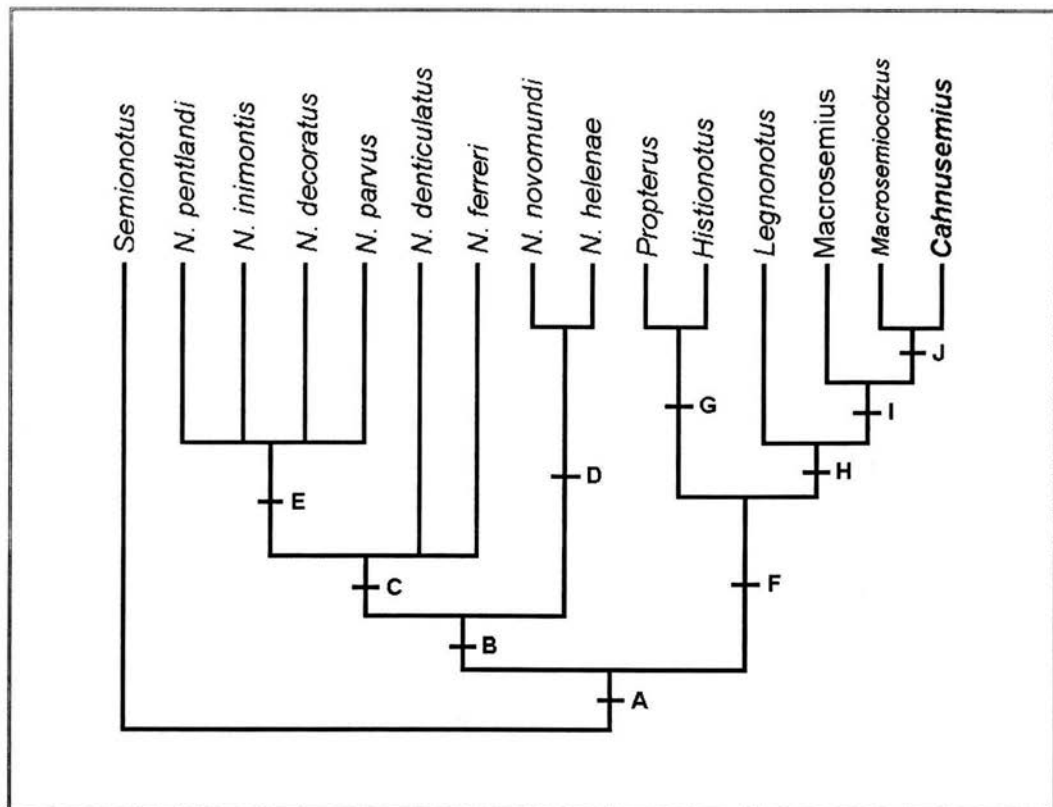 Semionotus
N. pentlandi
N. inimontis
N. decoratus
N. parvus
N. denticulatus
N. ferreri
N. novomundi
N. helenae
Propterus
Histionotus
Legnonotus
Macrosemius
Macrosemiocotzus
Cahnusemius
J
G
I
H
D
E
C
F
B
A